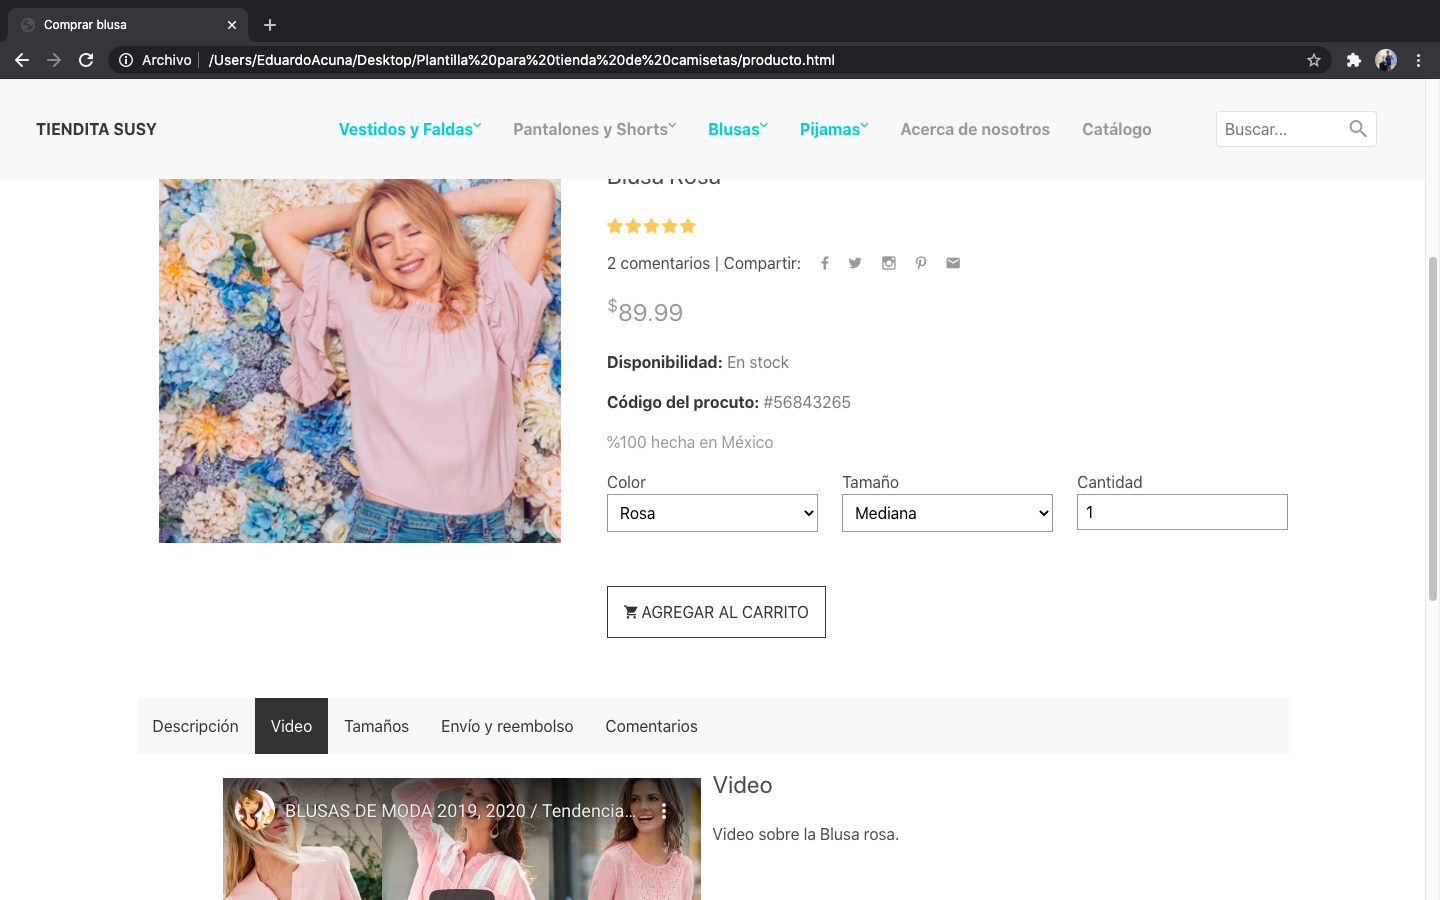 Comprar blusa
Archivo | /Users/EduardoAcuna/Desktop/Plantilla%20para%20tienda%20de%20camisetas/producto.html
TIENDITA SUSY
Vestidos y Faldas
Pantalones y Shorts
Blusas
Pijamas
Acerca de nosotros
Catálogo
Buscar...
Blusa Rosa
2 comentarios | Compartir:
$89.99
Disponibilidad: En stock
Código del procuto: #56843265
%100 hecha en México
Color
Tamaño
Cantidad
Rosa
Mediana
1
AGREGAR AL CARRITO
Descripción
Video
Tamaños
Envío y reembolso
Comentarios
BLUSAS DE MODA 2019, 2020 / Tendencia...
Video
Video sobre la Blusa rosa.